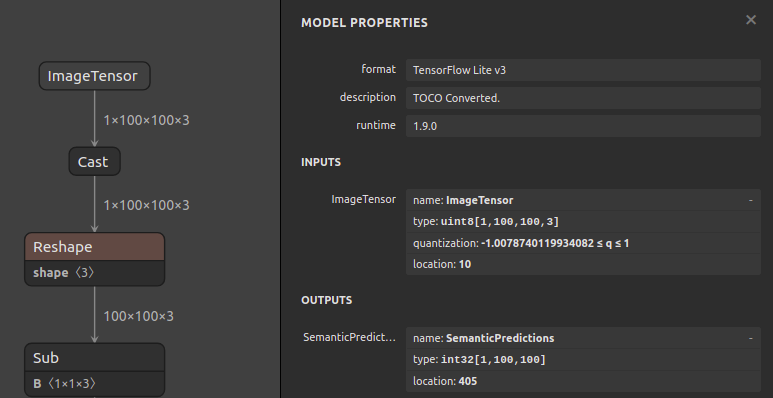 ImageTensor
1×100×100×3
Cast
1×100×100×3
Reshape
shape 〈3〉
100×100×3
Sub
B 〈1×1×3〉
MODEL PROPERTIES ×
format TensorFlow Lite v3
description TOCO Converted.
runtime 1.9.0
INPUTS
ImageTensor name: ImageTensor -
type: uint8[1,100,100,3]
quantization: -1.0078740119934082 ≤ q ≤ 1
location: 10
OUTPUTS
SemanticPredict... name: SemanticPredictions -
type: int32[1,100,100]
location: 405